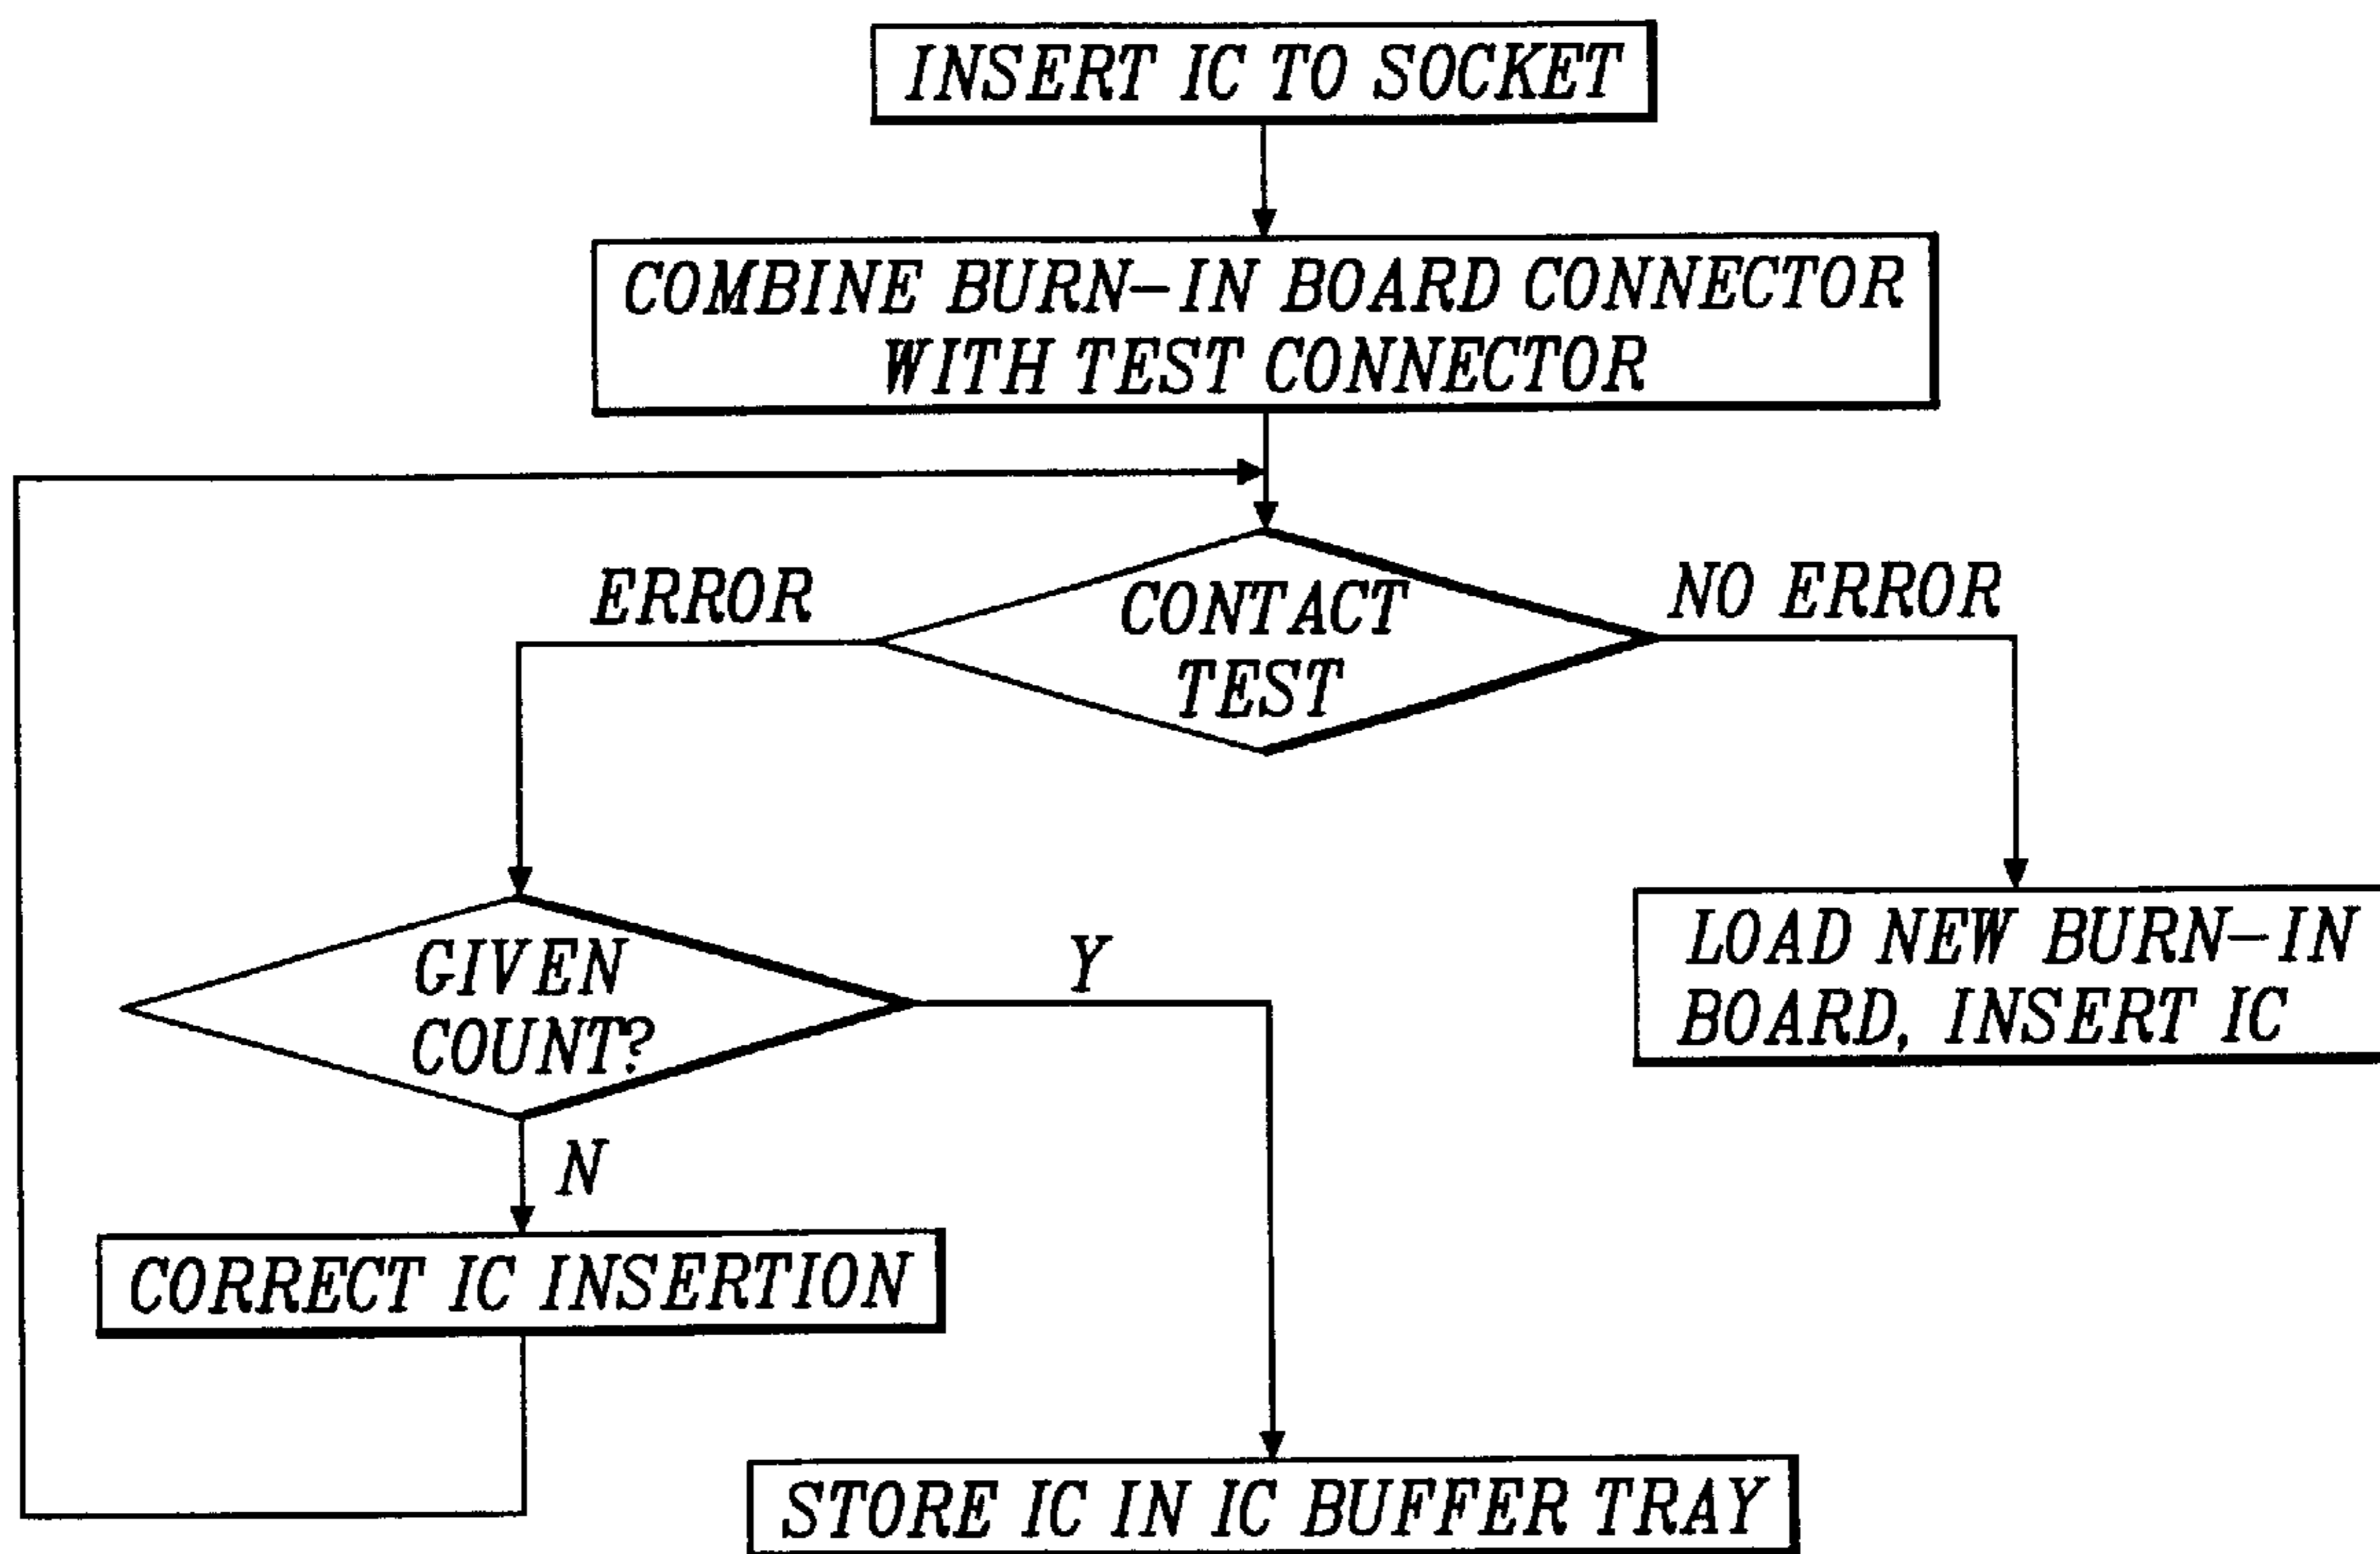 INSERT IC TO SOCKET
COMBINE BURN-IN BOARD CONNECTOR
WITH TEST CONNECTOR
ERROR
CONTACT
TEST
NO ERROR
GIVEN
COUNT?
Y
LOAD NEW BURN-IN
BOARD, INSERT IC
N
CORRECT IC INSERTION
STORE IC IN IC BUFFER TRAY